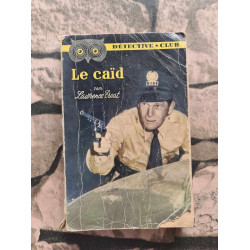 DÉTECTIVE-CLUB
Le caïd
par
Lawrence Treat